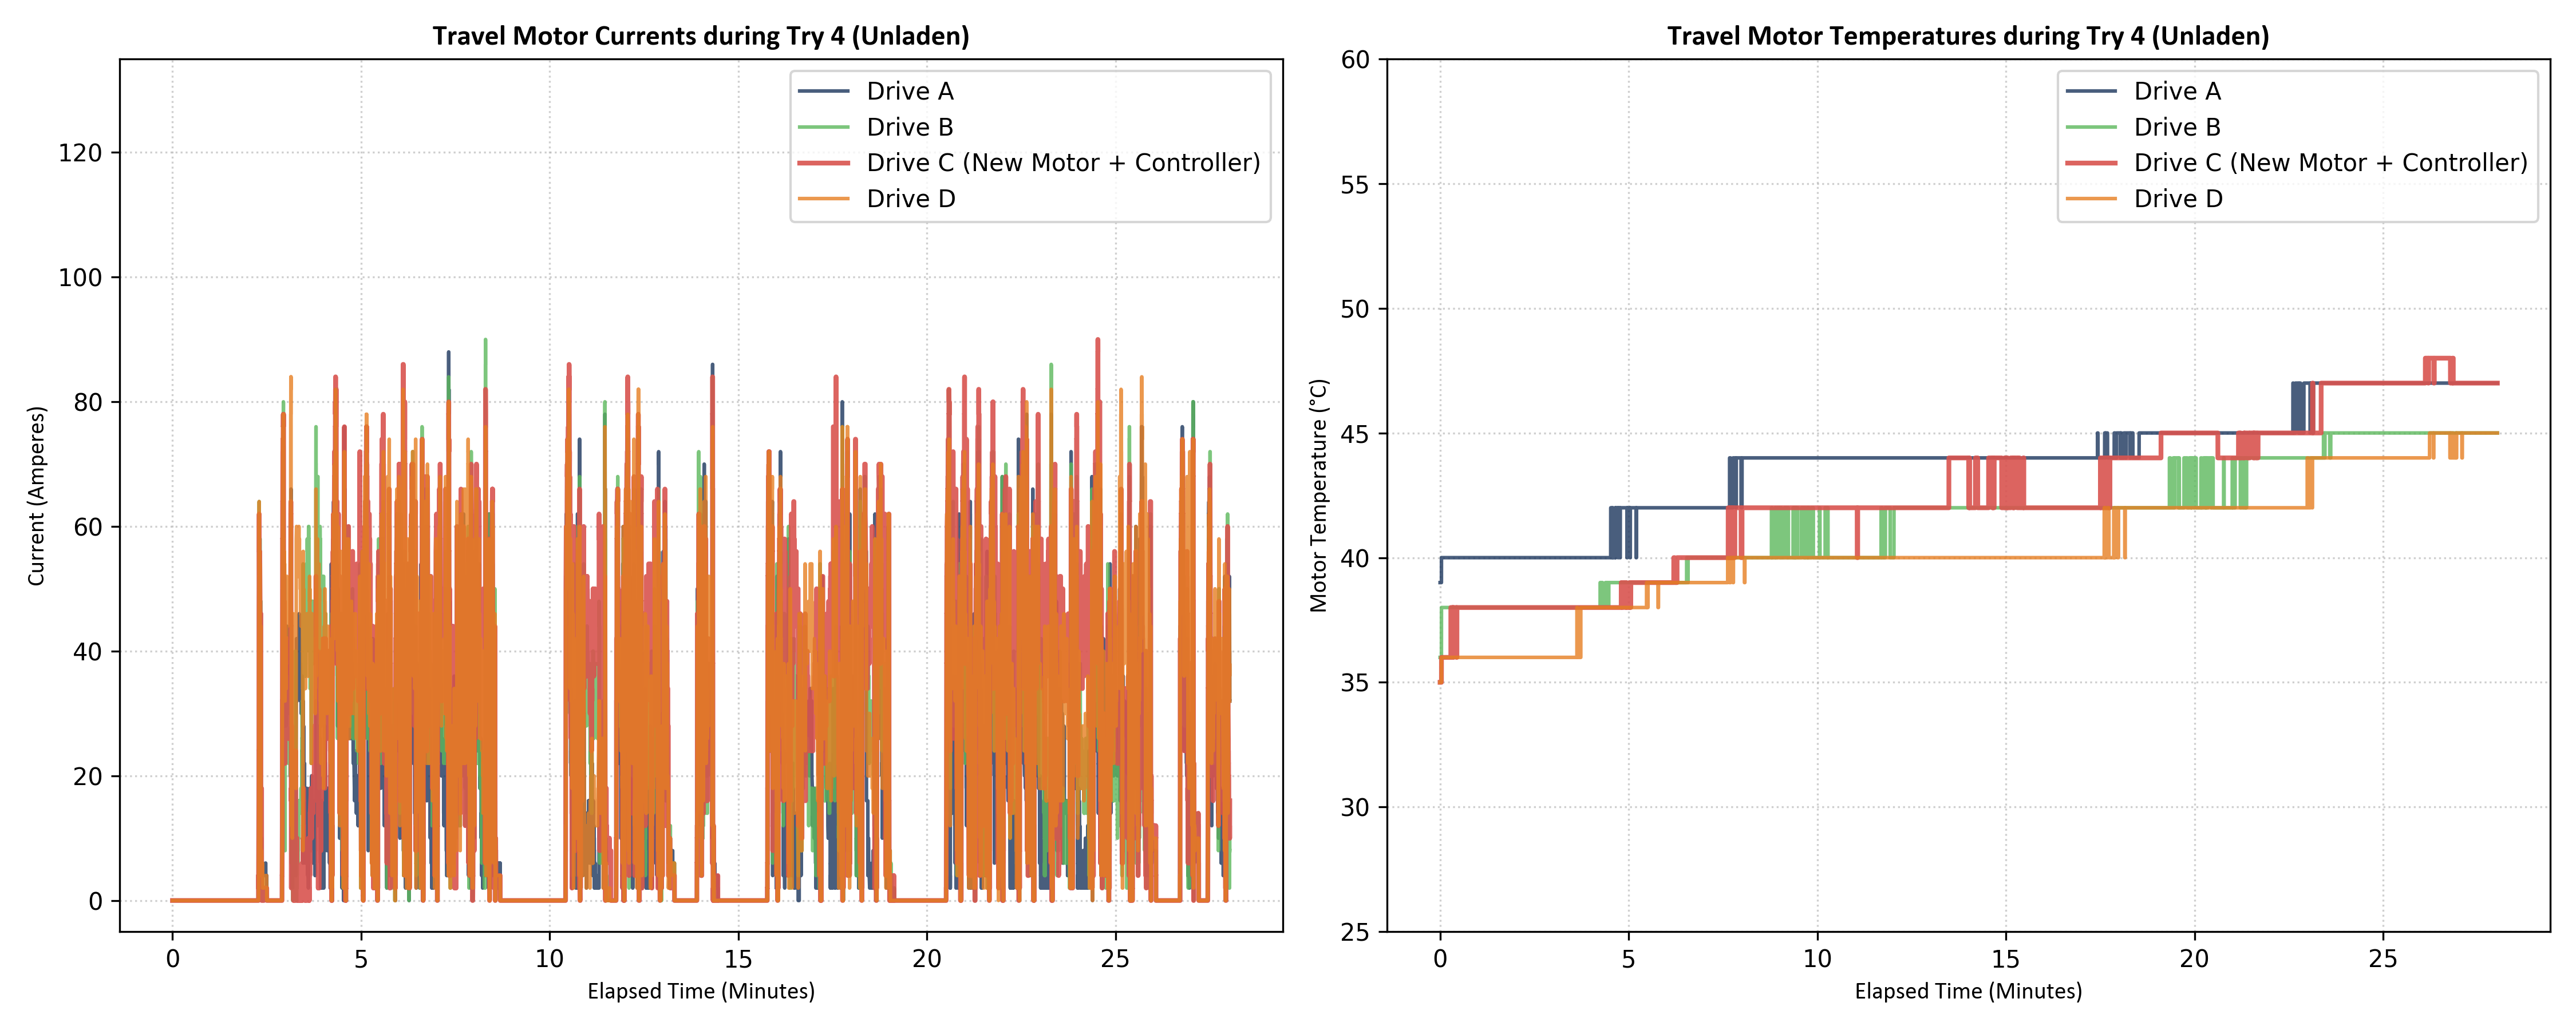 Travel Motor Currents during Try 4 (Unladen)
Drive A
Drive B
Drive C (New Motor + Controller)
Drive D
120
100
80
60
40
20
0
Current (Amperes)
0 5 10 15 20 25
Elapsed Time (Minutes)
Travel Motor Temperatures during Try 4 (Unladen)
Drive A
Drive B
Drive C (New Motor + Controller)
Drive D
60
55
50
45
40
35
30
25
Motor Temperature (°C)
0 5 10 15 20 25
Elapsed Time (Minutes)